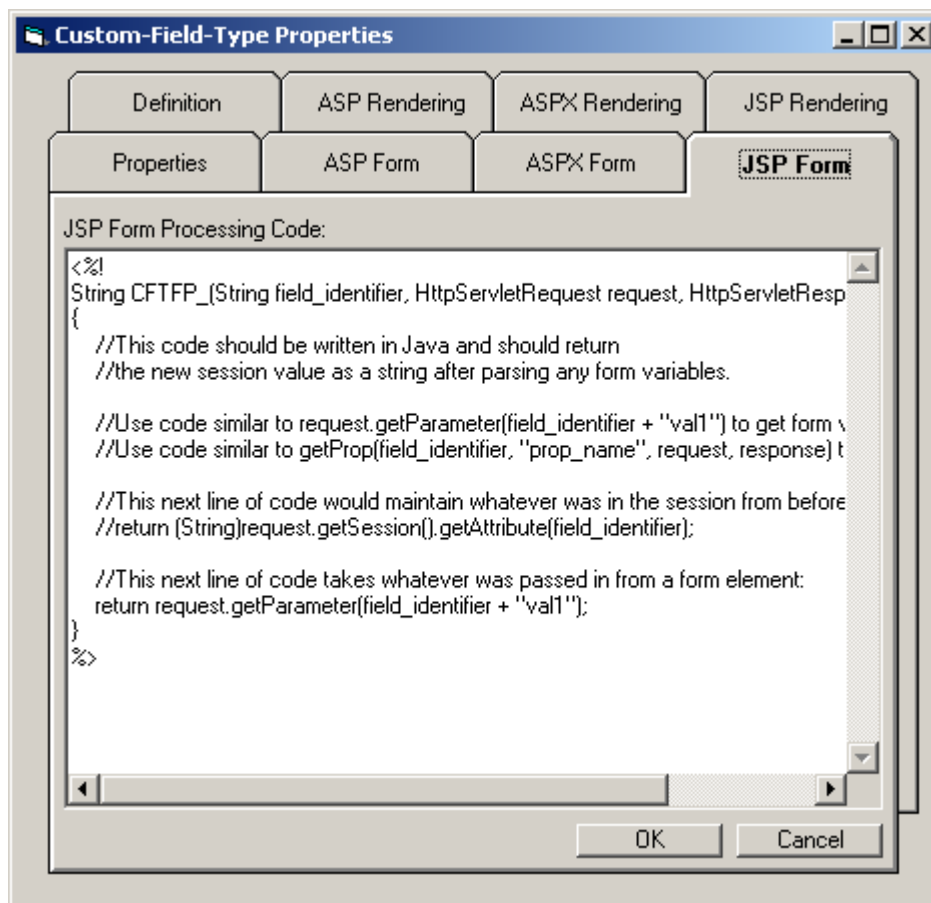 Custom-Field-Type Properties
Definition
ASP Rendering
ASPX Rendering
JSP Rendering
Properties
ASP Form
ASPX Form
JSP Form
JSP Form Processing Code:
<%!
String CFTFP_(String field_identifier, HttpServletRequest request, HttpServletResp
{
//This code should be written in Java and should return
//the new session value as a string after parsing any form variables.
//Use code similar to request.getParameter(field_identifier + "val1") to get form
//Use code similar to getProp(field_identifier, "prop_name", request, response) t
//This next line of code would maintain whatever was in the session from before
//return (String)request.getSession().getAttribute(field_identifier);
//This next line of code takes whatever was passed in from a form element:
return request.getParameter(field_identifier + "val1");
}
%>
OK
Cancel